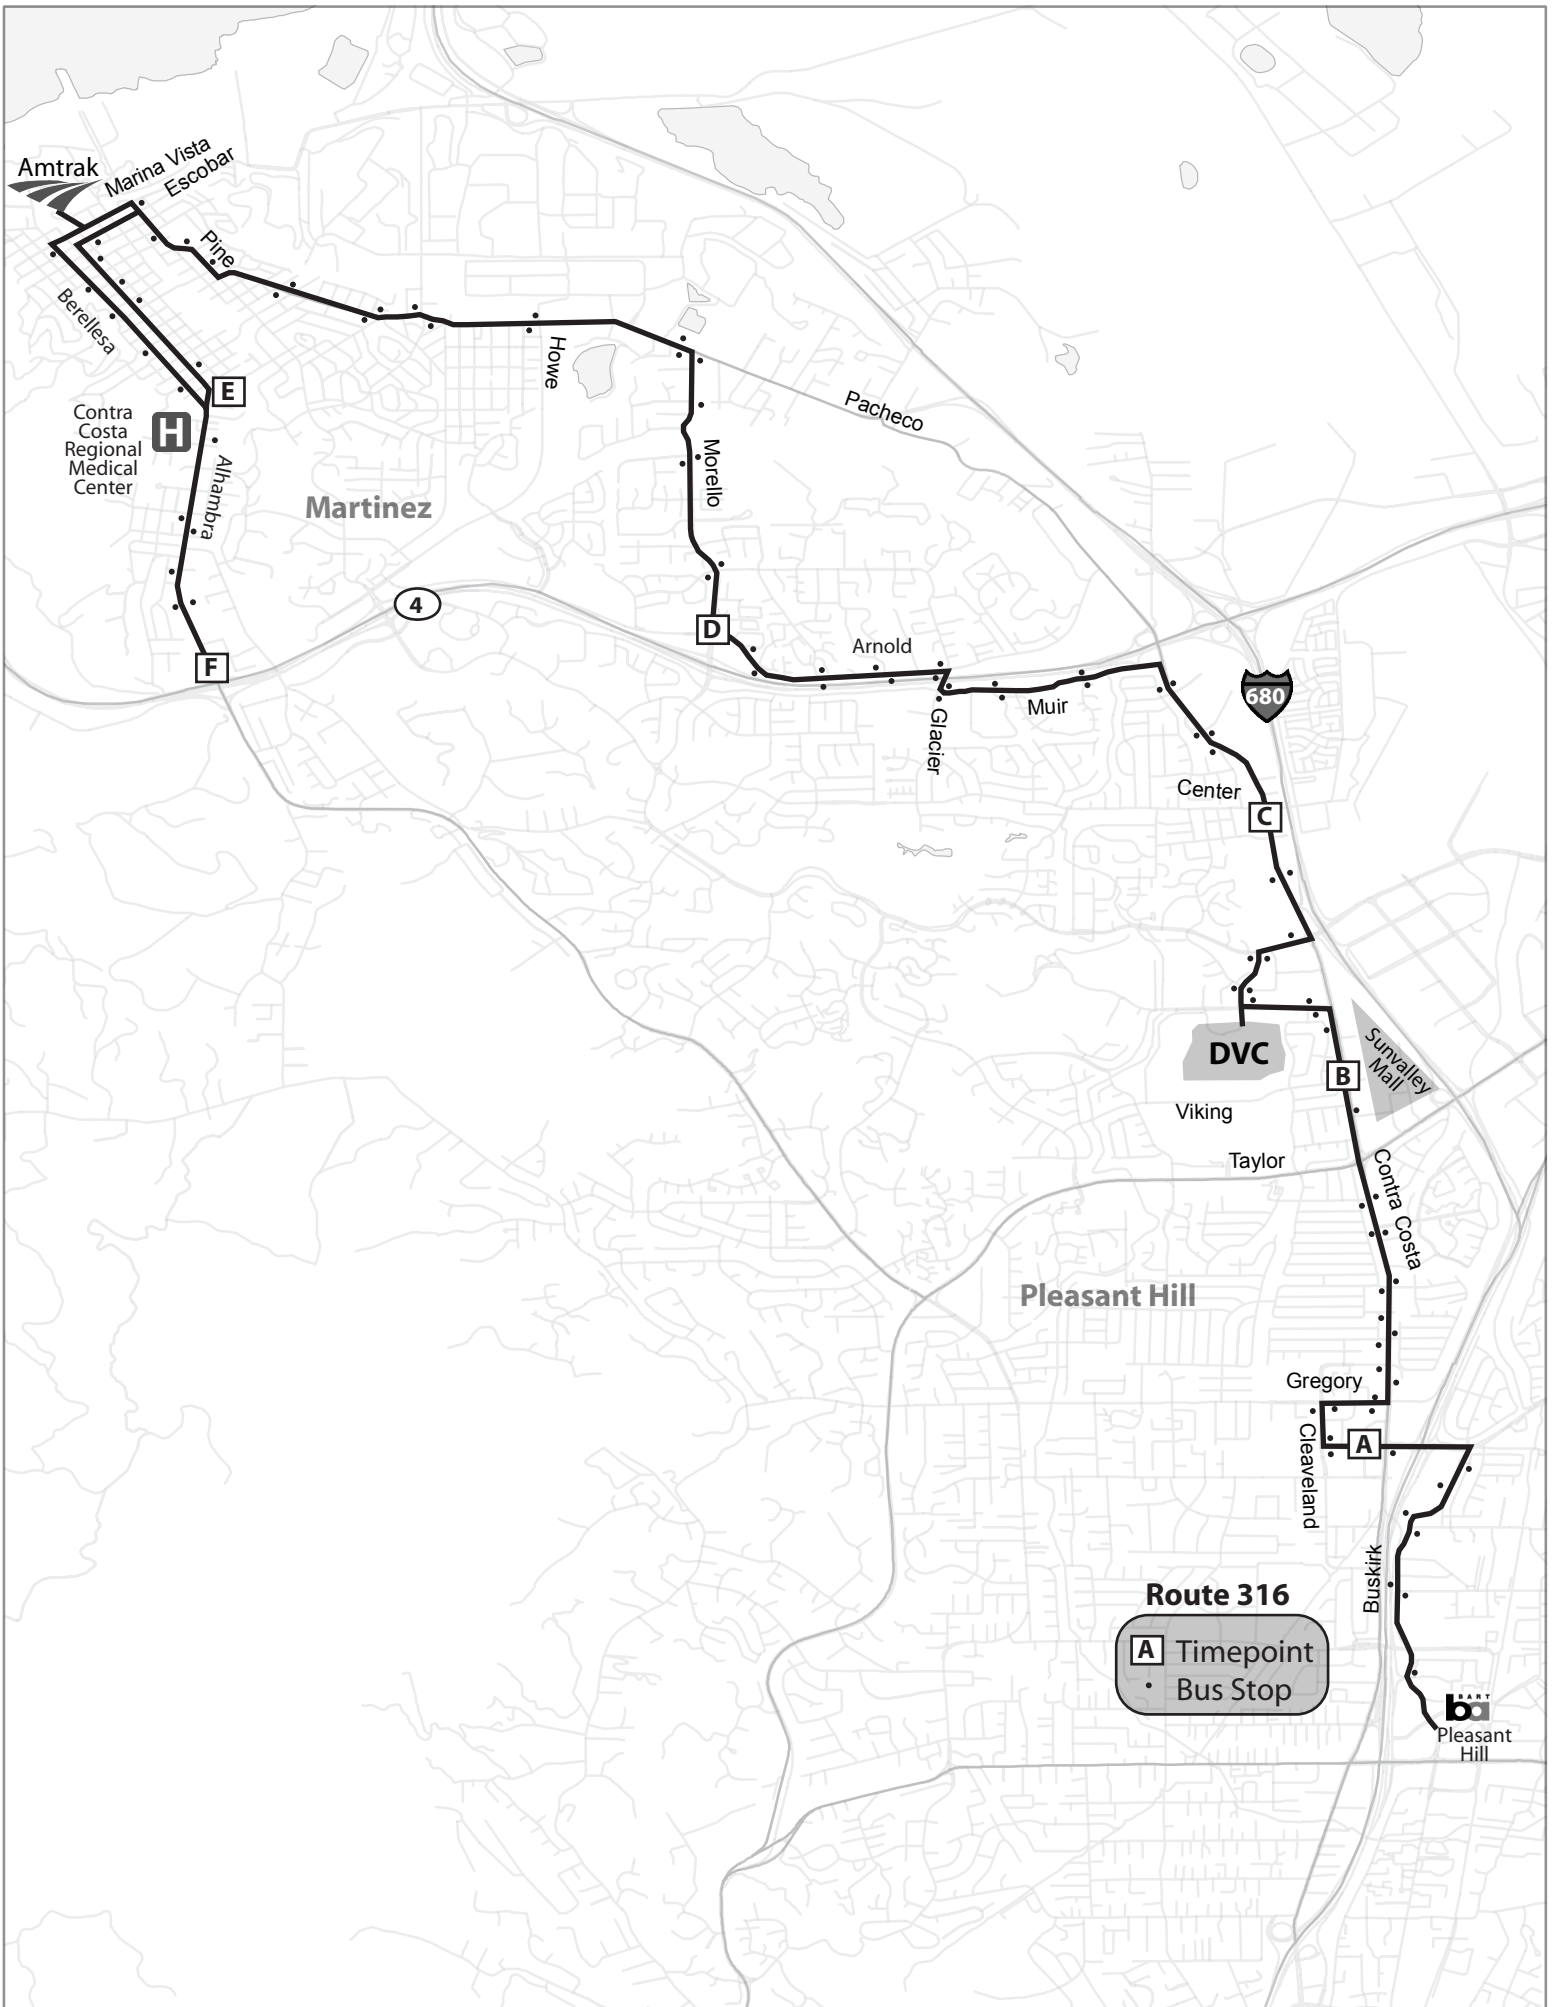 Amtrak
Marina Vista
Escobar
Pine
Berellesa
Howe
E
Contra
Costa
Regional
Medical
Center
H
Alhambra
Pacheco
Morello
Martinez
4
D
Arnold
F
680
Muir
Glacier
Center
C
DVC
B
Sunvalley
Mall
Viking
Taylor
Contra Costa
Pleasant Hill
Gregory
Cleaveland
A
Buskirk
Route 316
A Timepoint
Bus Stop
BART
ba
Pleasant
Hill